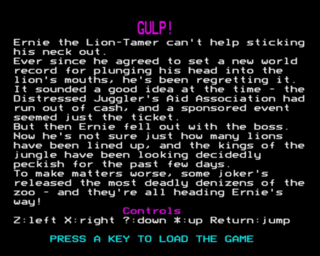 GULP!
Ernie the Lion-Tamer can't help sticking
his neck out.
Ever since he agreed to set a new world
record for plunging his head into the
lion's mouths, he's been regretting it.
It sounded a good idea at the time - the
Distressed Juggler's Aid Association had
run out of cash, and a sponsored event
seemed just the ticket.
But then Ernie fell out with the boss.
Now he's not sure just how many lions
have been lined up, and the kings of the
jungle have been looking decidedly
peckish for the past few days.
To make matters worse, some joker's
released the most deadly denizens of the
zoo - and they're all heading Ernie's
way!
Controls
Z:left X:right ?:down *:up Return:jump
PRESS A KEY TO LOAD THE GAME